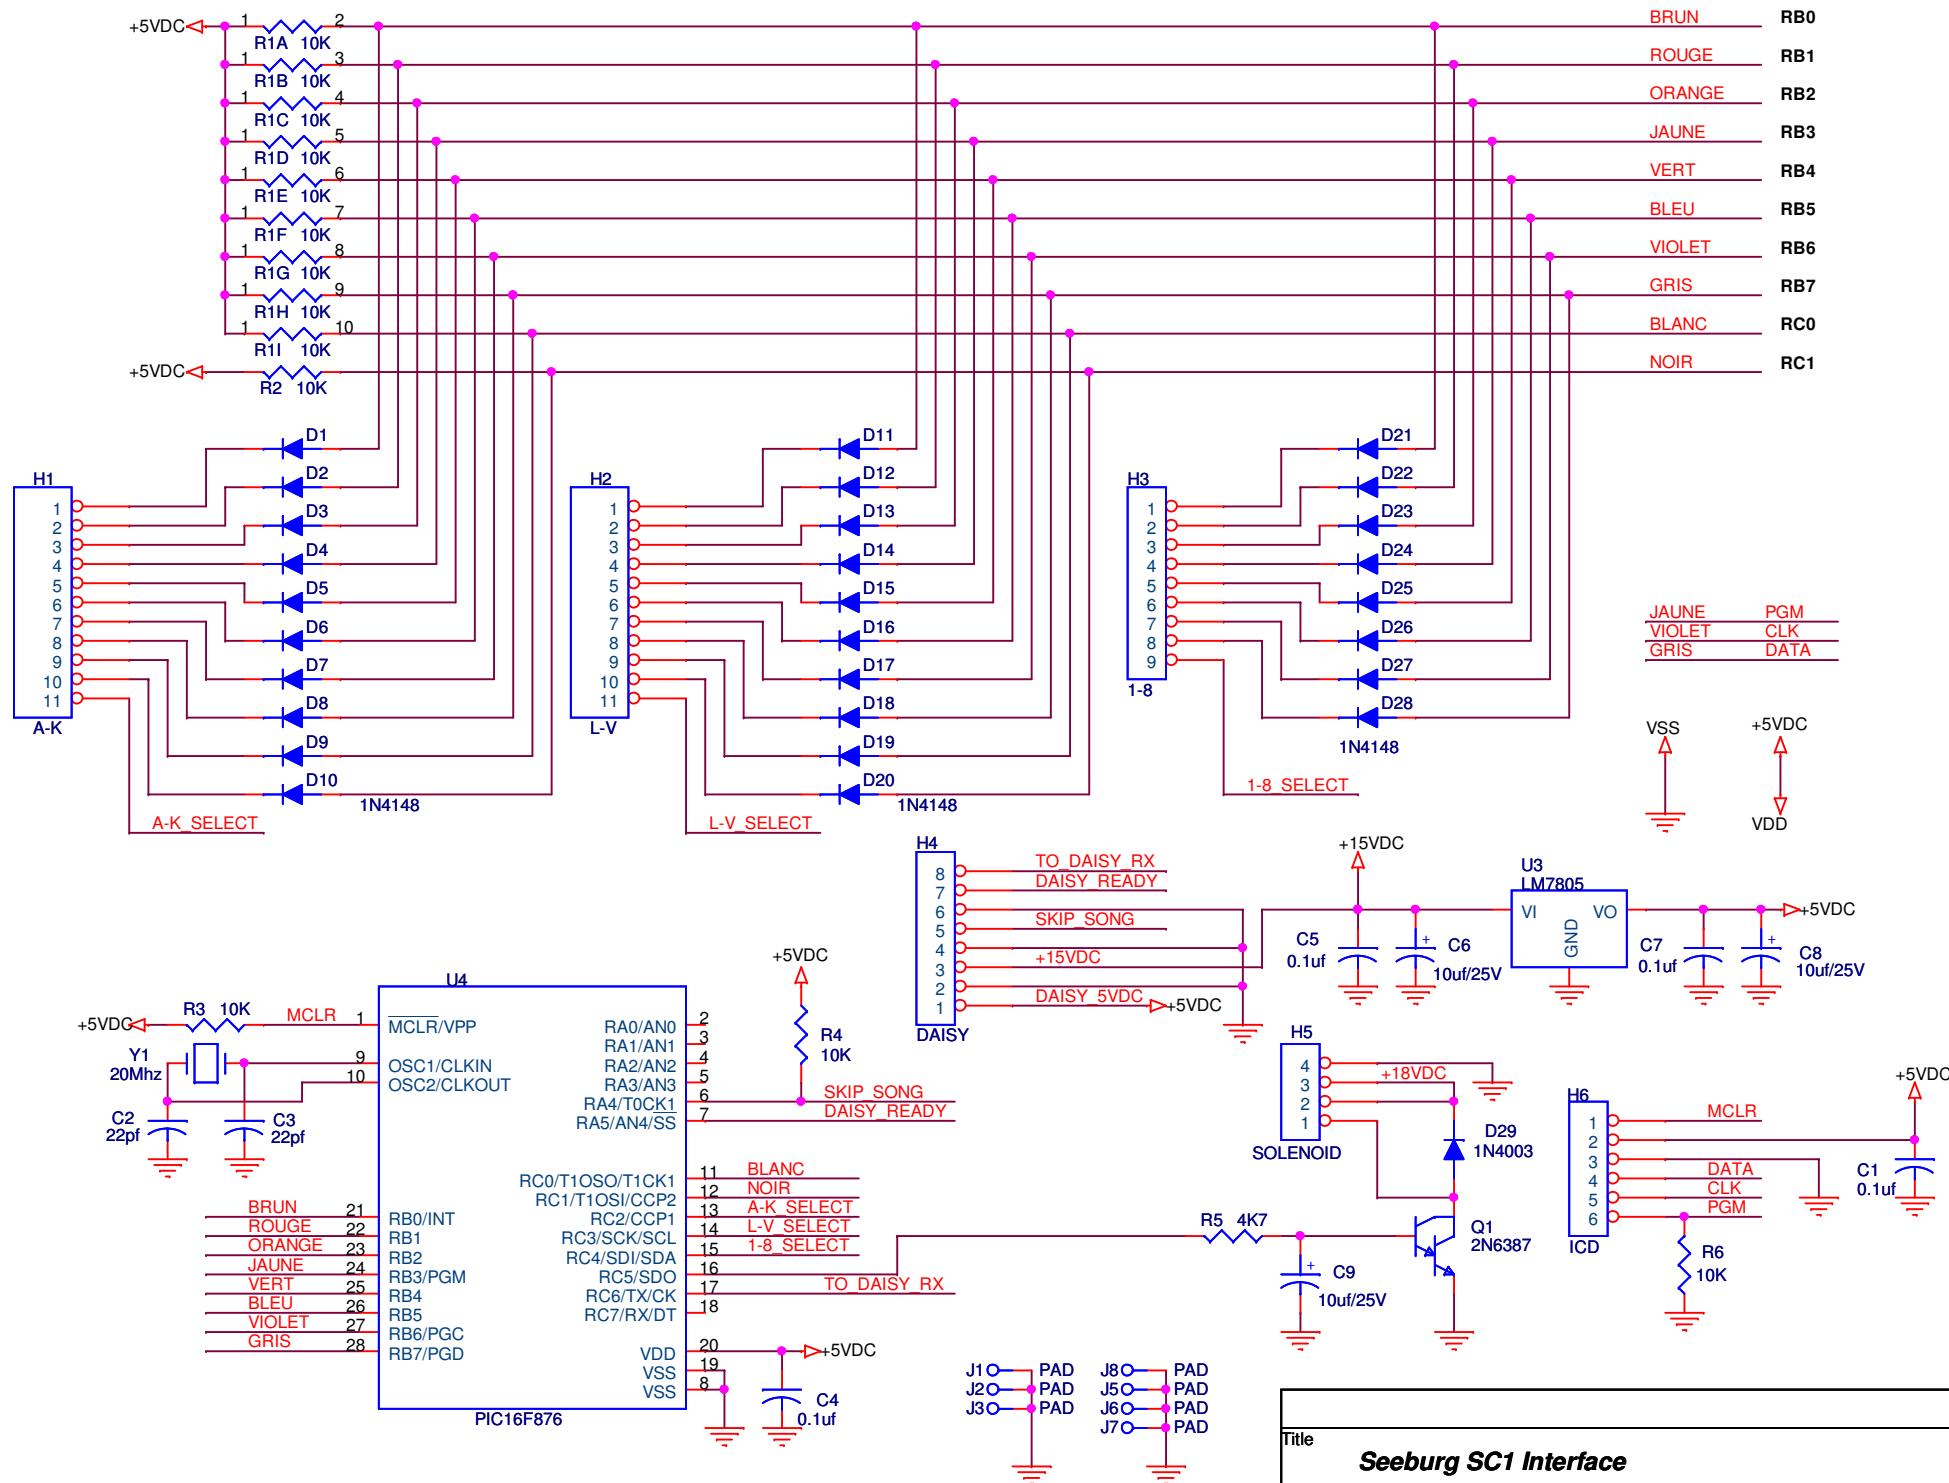 +5VDC 1 2 BRUN RB0
R1A 10K
1 3 ROUGE RB1
R1B 10K
1 4 ORANGE RB2
R1C 10K
1 5 JAUNE RB3
R1D 10K
1 6 VERT RB4
R1E 10K
1 7 BLEU RB5
R1F 10K
1 8 VIOLET RB6
R1G 10K
1 9 GRIS RB7
R1H 10K
1 10 BLANC RC0
R1I 10K
+5VDC NOIR RC1
R2 10K
H1
1
2
3
4
5
6
7
8
9
10
11
A-K
D1
D2
D3
D4
D5
D6
D7
D8
D9
D10
1N4148
A-K_SELECT
H2
1
2
3
4
5
6
7
8
9
10
11
L-V
D11
D12
D13
D14
D15
D16
D17
D18
D19
D20
1N4148
L-V_SELECT
H3
1
2
3
4
5
6
7
8
9
1-8
D21
D22
D23
D24
D25
D26
D27
D28
1N4148
1-8_SELECT
JAUNE PGM
VIOLET CLK
GRIS DATA
VSS +5VDC
VDD
H4
8 TO_DAISY_RX
7 DAISY_READY
6
5 SKIP_SONG
4
3 +15VDC
2
1 DAISY_5VDC +5VDC
DAISY
+15VDC
U3
LM7805
VI VO
GND
+5VDC
C5
0.1uf
C6
10uf/25V
C7
0.1uf
C8
10uf/25V
+
+
U4
+5VDC R3 10K MCLR 1 MCLR/VPP
Y1
20Mhz
9 OSC1/CLKIN
10 OSC2/CLKOUT
C2
22pf
C3
22pf
BRUN 21 RB0/INT
ROUGE 22 RB1
ORANGE 23 RB2
JAUNE 24 RB3/PGM
VERT 25 RB4
BLEU 26 RB5
VIOLET 27 RB6/PGC
GRIS 28 RB7/PGD
RA0/AN0 2
RA1/AN1 3
RA2/AN2 4
RA3/AN3 5
RA4/T0CK1 6 SKIP_SONG
RA5/AN4/SS 7 DAISY_READY
+5VDC
R4
10K
RC0/T1OSO/T1CK1 11 BLANC
RC1/T1OSI/CCP2 12 NOIR
RC2/CCP1 13 A-K_SELECT
RC3/SCK/SCL 14 L-V_SELECT
RC4/SDI/SDA 15 1-8_SELECT
RC5/SDO 16
RC6/TX/CK 17 TO_DAISY_RX
RC7/RX/DT 18
VDD 20 +5VDC
VSS 19
VSS 8
PIC16F876
C4
0.1uf
H5
4
3 +18VDC
2
1
SOLENOID
D29
1N4003
R5 4K7
+
C9
10uf/25V
Q1
2N6387
H6
1 MCLR
2
3
4 DATA
5 CLK
6 PGM
ICD
+5VDC
C1
0.1uf
R6
10K
J1 PAD
J2 PAD
J3 PAD
J8 PAD
J5 PAD
J6 PAD
J7 PAD
Title
Seeburg SC1 Interface